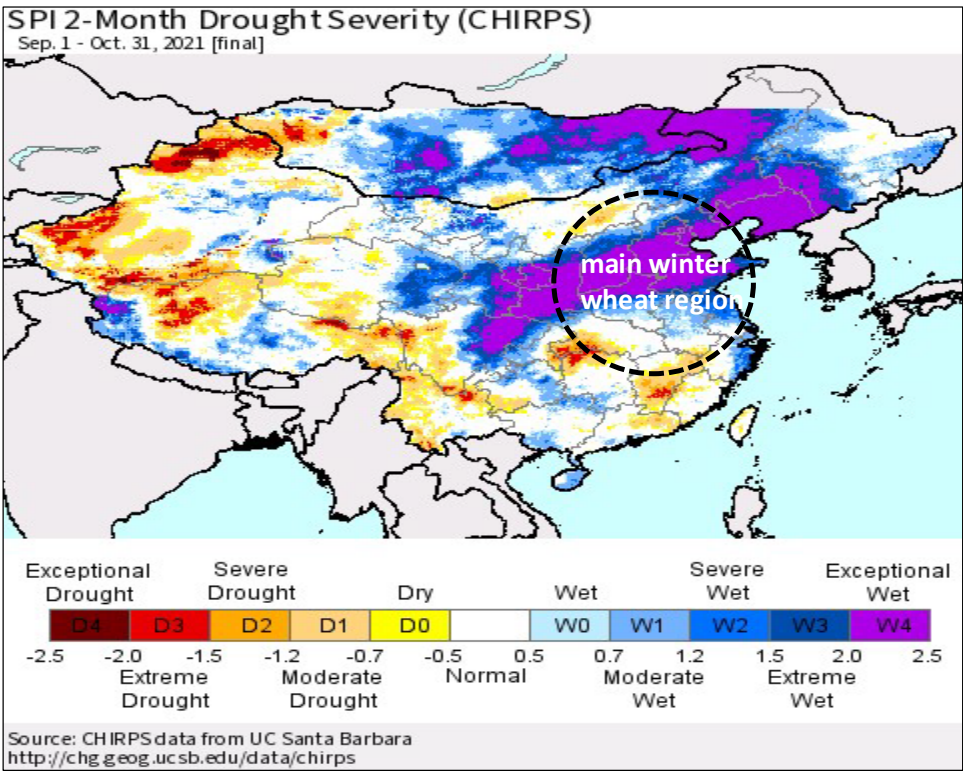 SPI 2-Month Drought Severity (CHIRPS)
Sep. 1 - Oct. 31, 2021 [final]
main winter
wheat region
Exceptional Drought
Severe Drought
Dry
Wet
Severe Wet
Exceptional Wet
D4 D3 D2 D1 D0 W0 W1 W2 W3 W4
-2.5 -2.0 -1.5 -1.2 -0.7 -0.5 0.5 0.7 1.2 1.5 2.0 2.5
Extreme Drought
Moderate Drought
Normal
Moderate Wet
Extreme Wet
Source: CHIRPS data from UC Santa Barbara
http://chg.geog.ucsb.edu/data/chirps